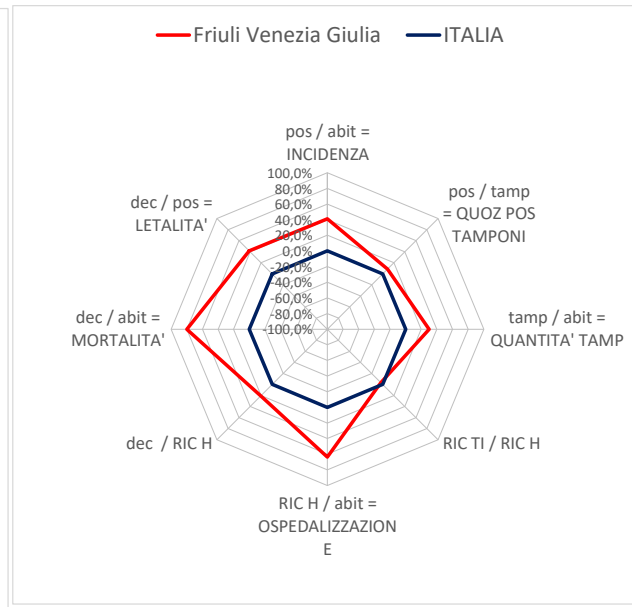 Friuli Venezia Giulia ITALIA
pos / abit =
INCIDENZA
100,0%
80,0%
60,0%
40,0%
20,0%
0,0%
-20,0%
-40,0%
-60,0%
-80,0%
-100,0%
pos / tamp
= QUOZ POS
TAMPONI
tamp / abit =
QUANTITA' TAMP
RIC TI / RIC H
RIC H / abit =
OSPEDALIZZAZION
E
dec / RIC H
dec / abit =
MORTALITA'
dec / pos =
LETALITA'